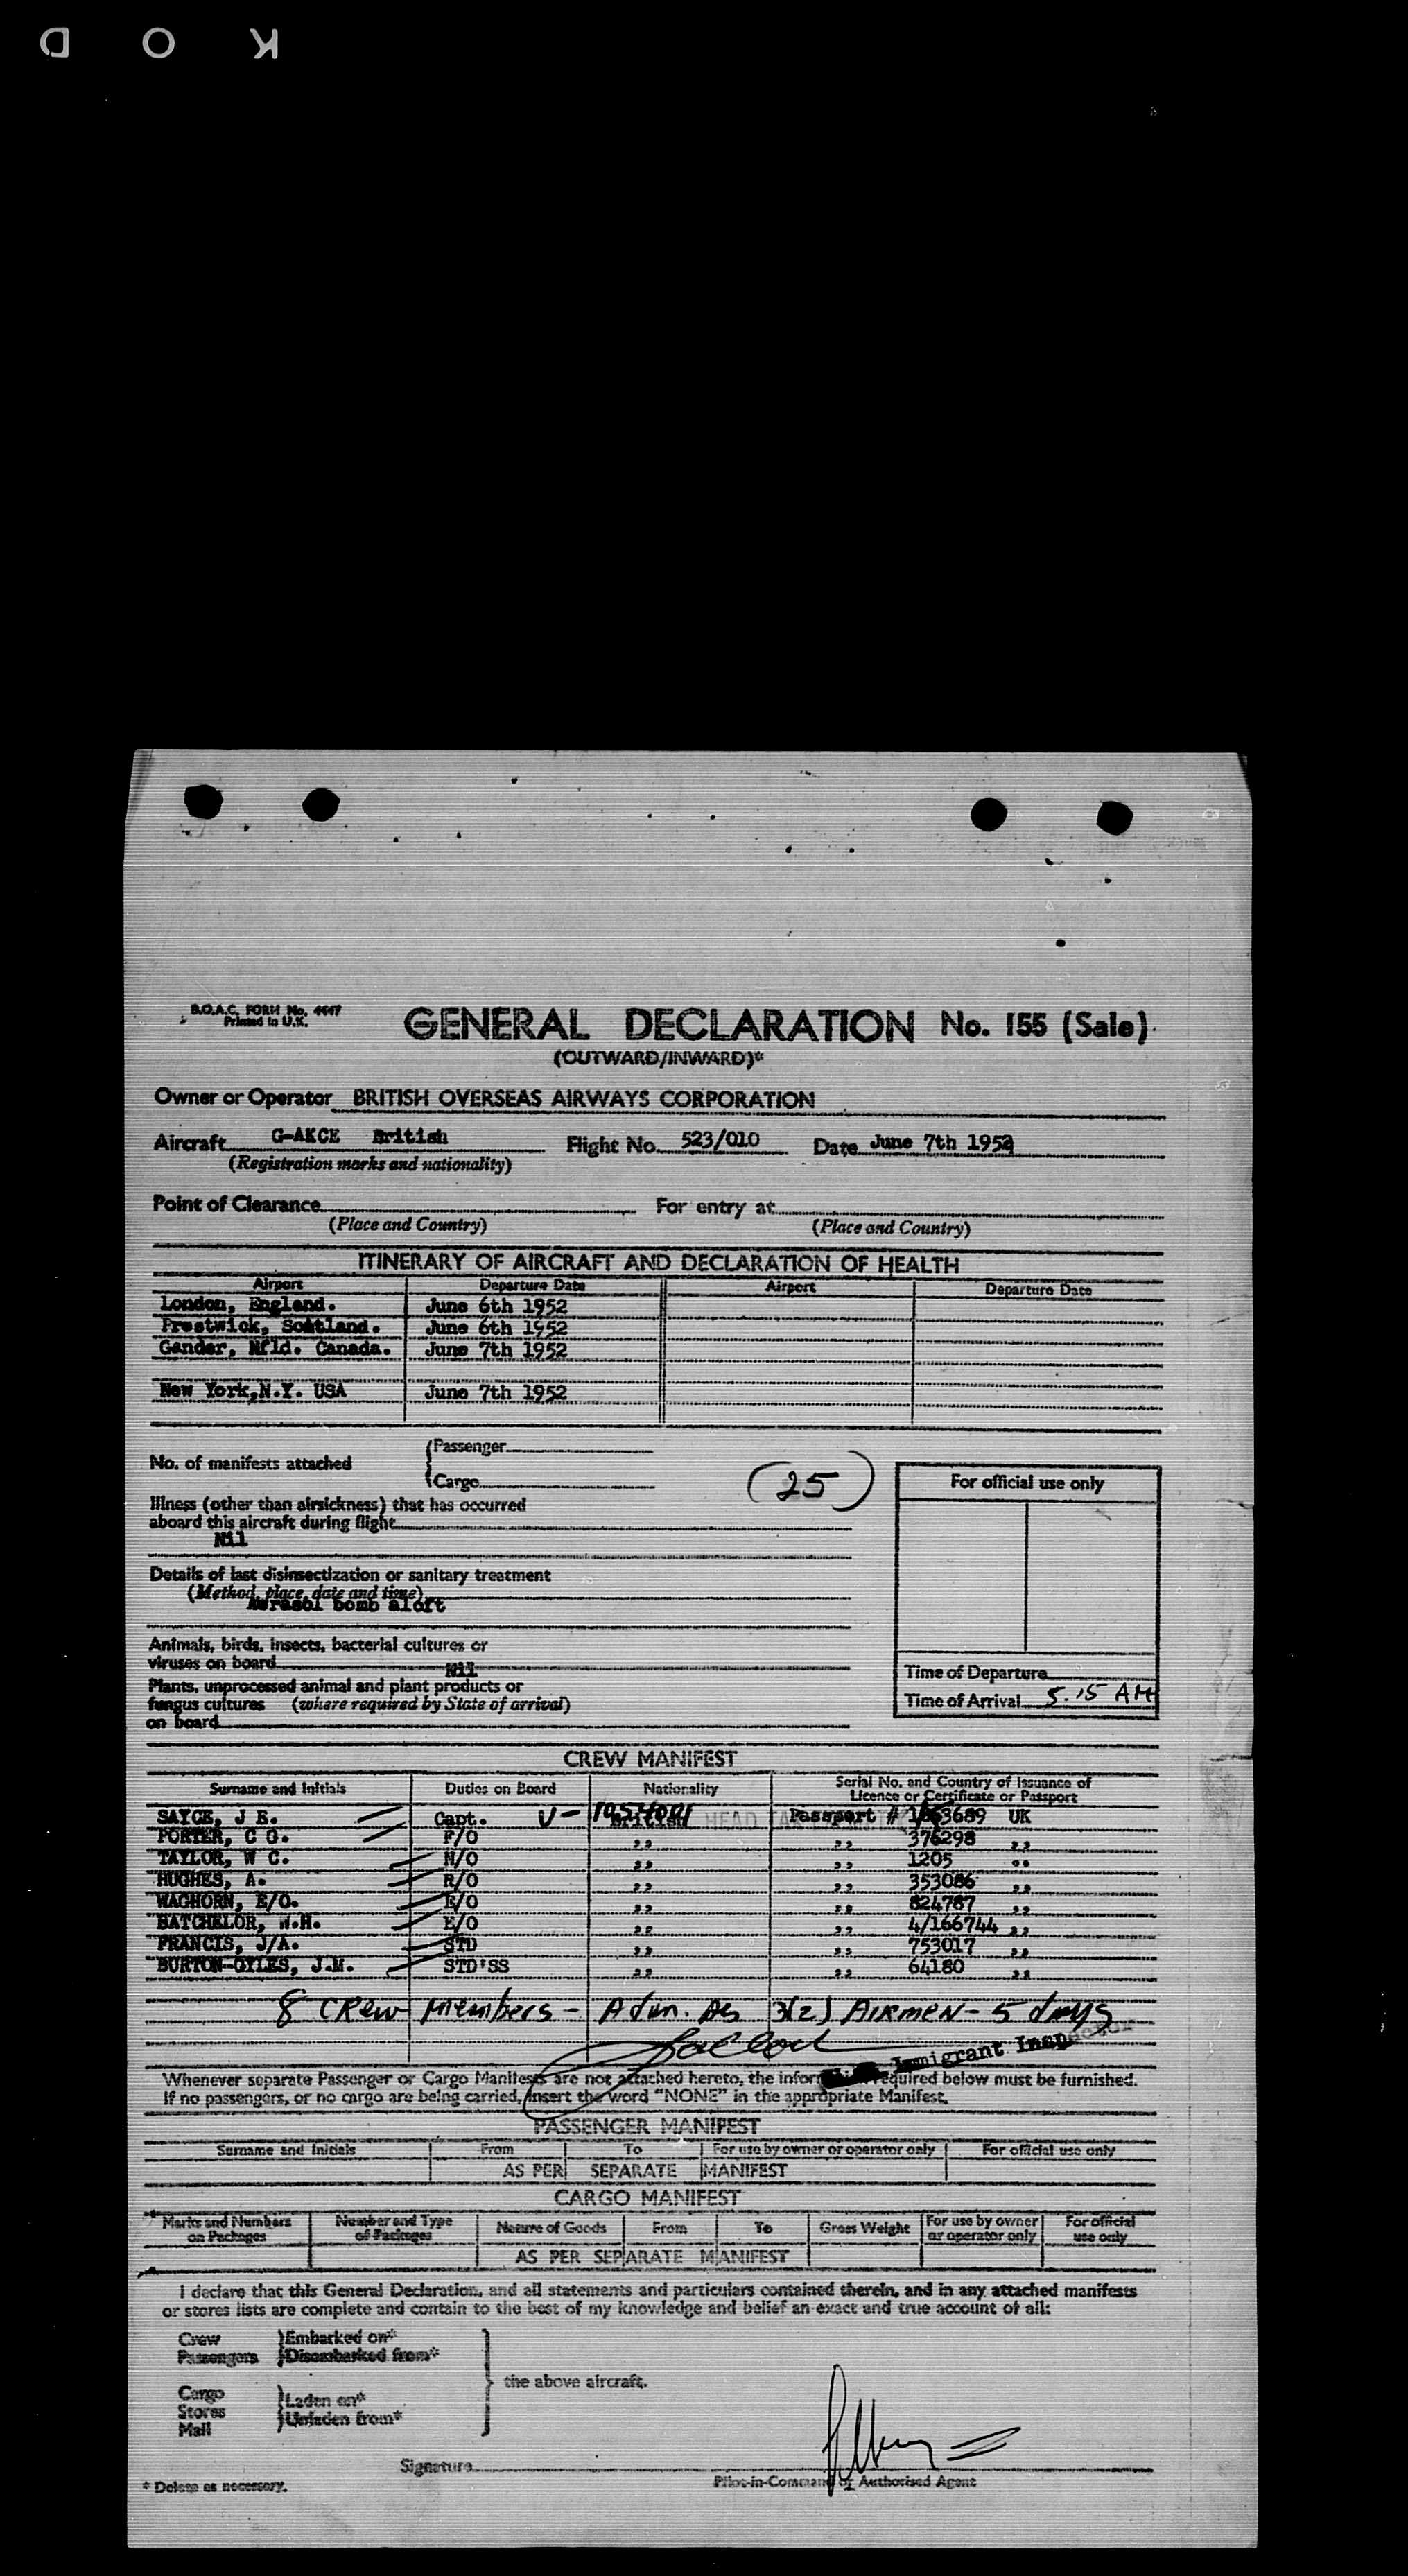 K O D
B.O.A.C. FORM No. 4447
Printed in U.K.
GENERAL DECLARATION No. 155 (Sale)
(OUTWARD/INWARD)*
Owner or Operator BRITISH OVERSEAS AIRWAYS CORPORATION
Aircraft G-AKCE British Flight No. 523/010 Date June 7th 1952
(Registration marks and nationality)
Point of Clearance For entry at
(Place and Country) (Place and Country)
ITINERARY OF AIRCRAFT AND DECLARATION OF HEALTH
Airport Departure Date Airport Departure Date
London, England. June 6th 1952
Prestwick, Scotland. June 6th 1952
Gander, Nfld. Canada. June 7th 1952
New York,N.Y. USA June 7th 1952
No. of manifests attached
Passenger
Cargo
(25)
For official use only
Illness (other than airsickness) that has occurred
aboard this aircraft during flight
Nil
Details of last disinsectization or sanitary treatment
(Method, place, date and time)
Aerasol bomb aloft
Animals, birds, insects, bacterial cultures or
viruses on board Nil
Plants, unprocessed animal and plant products or
fungus cultures (where required by State of arrival)
on board
Time of Departure
Time of Arrival 5.15 AM
CREW MANIFEST
Surname and Initials Duties on Board Nationality Serial No. and Country of Issuance of
Licence or Certificate or Passport
SAYCE, J E. Capt. V- British HEAD Passport # UK
PORTER, C G. F/O ,, ,, 376298 ,,
TAYLOR, W C. N/O ,, ,, 1205 ,,
HUGHES, A. R/O ,, ,, 353086 ,,
WAGHORN, E/O. E/O ,, ,, 824787 ,,
BATCHELOR, W.H. E/O ,, ,, 4/166744 ,,
FRANCIS, J/A. STD ,, ,, 753017 ,,
BURTON-GYLES, J.M. STD'SS ,, ,, 64180 ,,
8 CRew Members - Adm. As 3(2) AIRMEN - 5 days
Immigrant Inspector
Whenever separate Passenger or Cargo Manifests are not attached hereto, the information required below must be furnished.
If no passengers, or no cargo are being carried, insert the word "NONE" in the appropriate Manifest.
PASSENGER MANIFEST
Surname and Initials From To For use by owner or operator only For official use only
AS PER SEPARATE MANIFEST
CARGO MANIFEST
Marks and Numbers on Packages Number and Type of Packages Nature of Goods From To Gross Weight For use by owner or operator only For official use only
AS PER SEPARATE MANIFEST
I declare that this General Declaration, and all statements and particulars contained therein, and in any attached manifests
or stores lists are complete and contain to the best of my knowledge and belief an exact and true account of all:
Crew Embarked on*
Passengers Disembarked from*
the above aircraft.
Cargo
Stores Laden on*
Mail Unladen from*
Signature
Pilot-in-Command or Authorised Agent
* Delete as necessary.